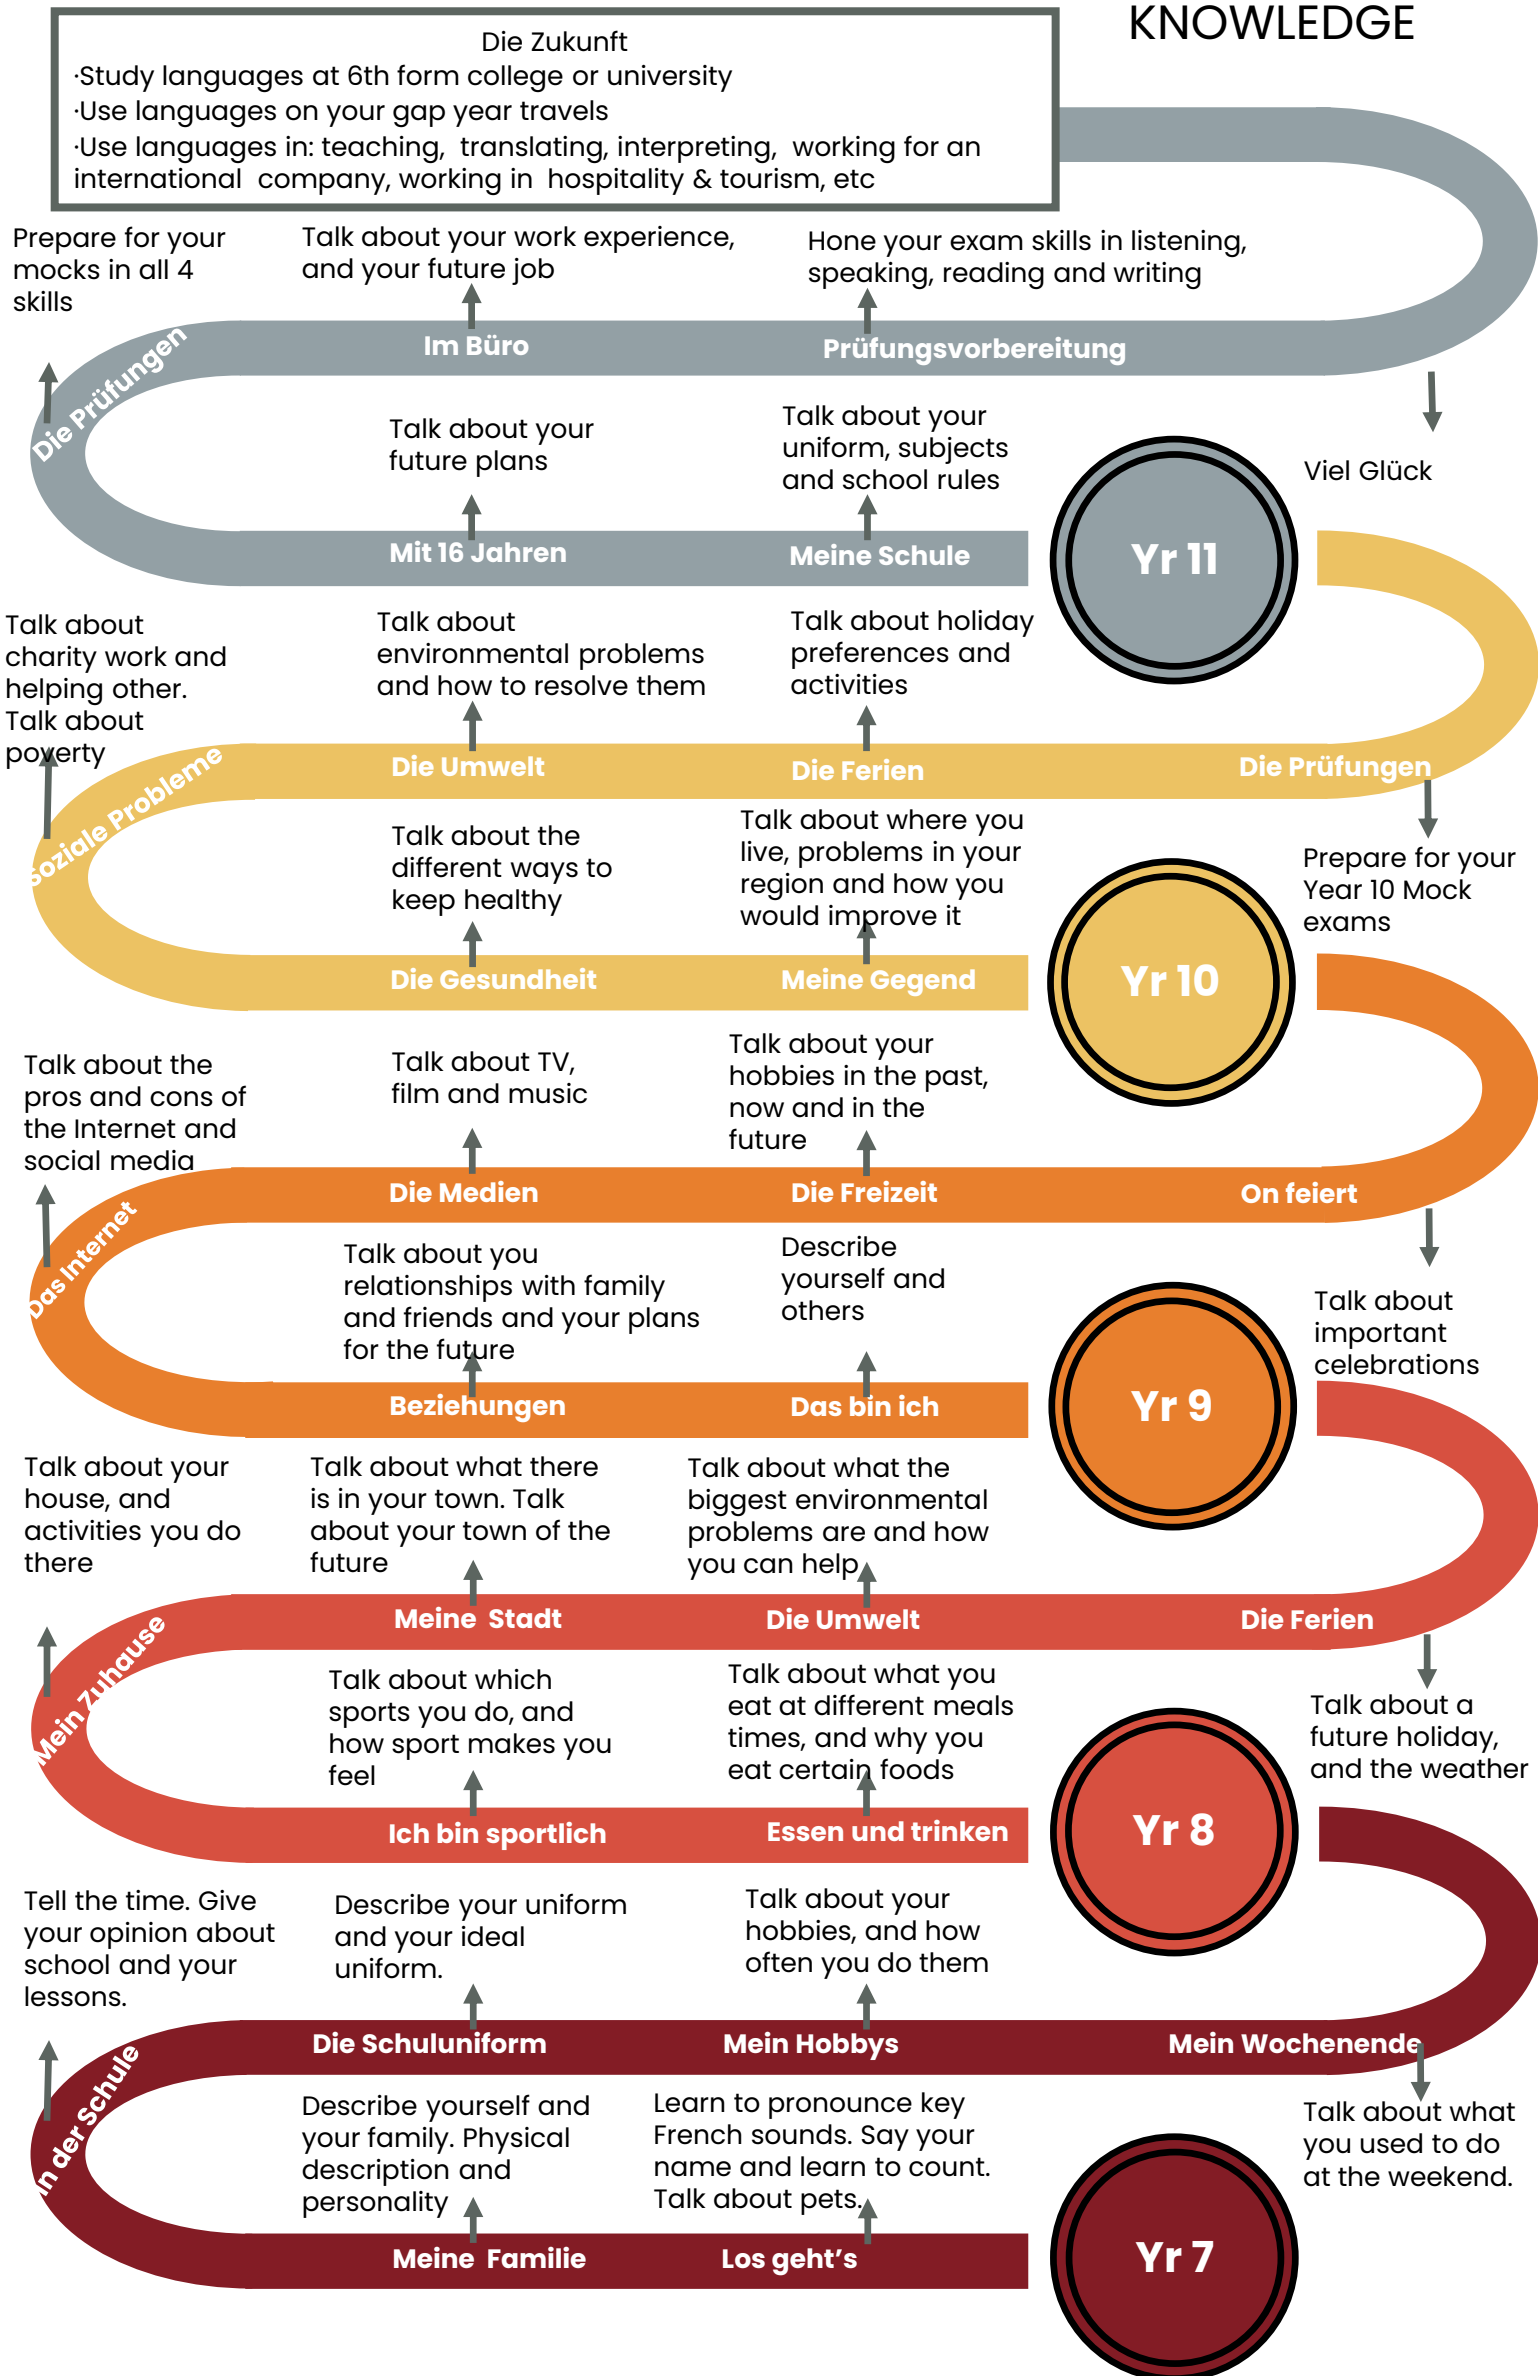 KNOWLEDGE
Die Zukunft
·Study languages at 6th form college or university
·Use languages on your gap year travels
·Use languages in: teaching, translating, interpreting, working for an
international company, working in hospitality & tourism, etc
Prepare for your
mocks in all 4
skills
Talk about your work experience,
and your future job
Hone your exam skills in listening,
speaking, reading and writing
Die Prüfungen
Im Büro
Prüfungsvorbereitung
Talk about your
future plans
Talk about your
uniform, subjects
and school rules
Viel Glück
Mit 16 Jahren
Meine Schule
Yr 11
Talk about
charity work and
helping other.
Talk about
poverty
Talk about
environmental problems
and how to resolve them
Talk about holiday
preferences and
activities
Soziale Probleme
Die Umwelt
Die Ferien
Die Prüfungen
Talk about the
different ways to
keep healthy
Talk about where you
live, problems in your
region and how you
would improve it
Prepare for your
Year 10 Mock
exams
Die Gesundheit
Meine Gegend
Yr 10
Talk about the
pros and cons of
the Internet and
social media
Talk about TV,
film and music
Talk about your
hobbies in the past,
now and in the
future
Das Internet
Die Medien
Die Freizeit
On feiert
Talk about you
relationships with family
and friends and your plans
for the future
Describe
yourself and
others
Talk about
important
celebrations
Beziehungen
Das bin ich
Yr 9
Talk about your
house, and
activities you do
there
Talk about what there
is in your town. Talk
about your town of the
future
Talk about what the
biggest environmental
problems are and how
you can help
Mein Zuhause
Meine Stadt
Die Umwelt
Die Ferien
Talk about which
sports you do, and
how sport makes you
feel
Talk about what you
eat at different meals
times, and why you
eat certain foods
Talk about a
future holiday,
and the weather
Ich bin sportlich
Essen und trinken
Yr 8
Tell the time. Give
your opinion about
school and your
lessons.
Describe your uniform
and your ideal
uniform.
Talk about your
hobbies, and how
often you do them
In der Schule
Die Schuluniform
Mein Hobbys
Mein Wochenende
Describe yourself and
your family. Physical
description and
personality
Learn to pronounce key
French sounds. Say your
name and learn to count.
Talk about pets.
Talk about what
you used to do
at the weekend.
Meine Familie
Los geht's
Yr 7